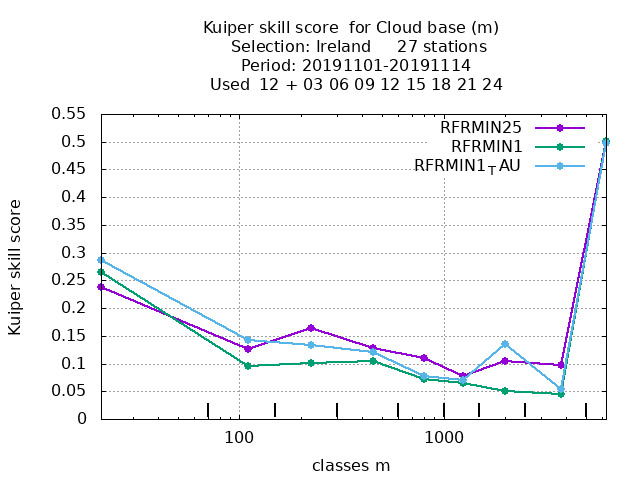 Kuiper skill score  for Cloud base (m)
Selection: Ireland     27 stations
Period: 20191101-20191114
Used  12 + 03 06 09 12 15 18 21 24
RFRMIN25
RFRMIN1
RFRMIN1TAU
Kuiper skill score
0.55
0.5
0.45
0.4
0.35
0.3
0.25
0.2
0.15
0.1
0.05
0
100
1000
classes m